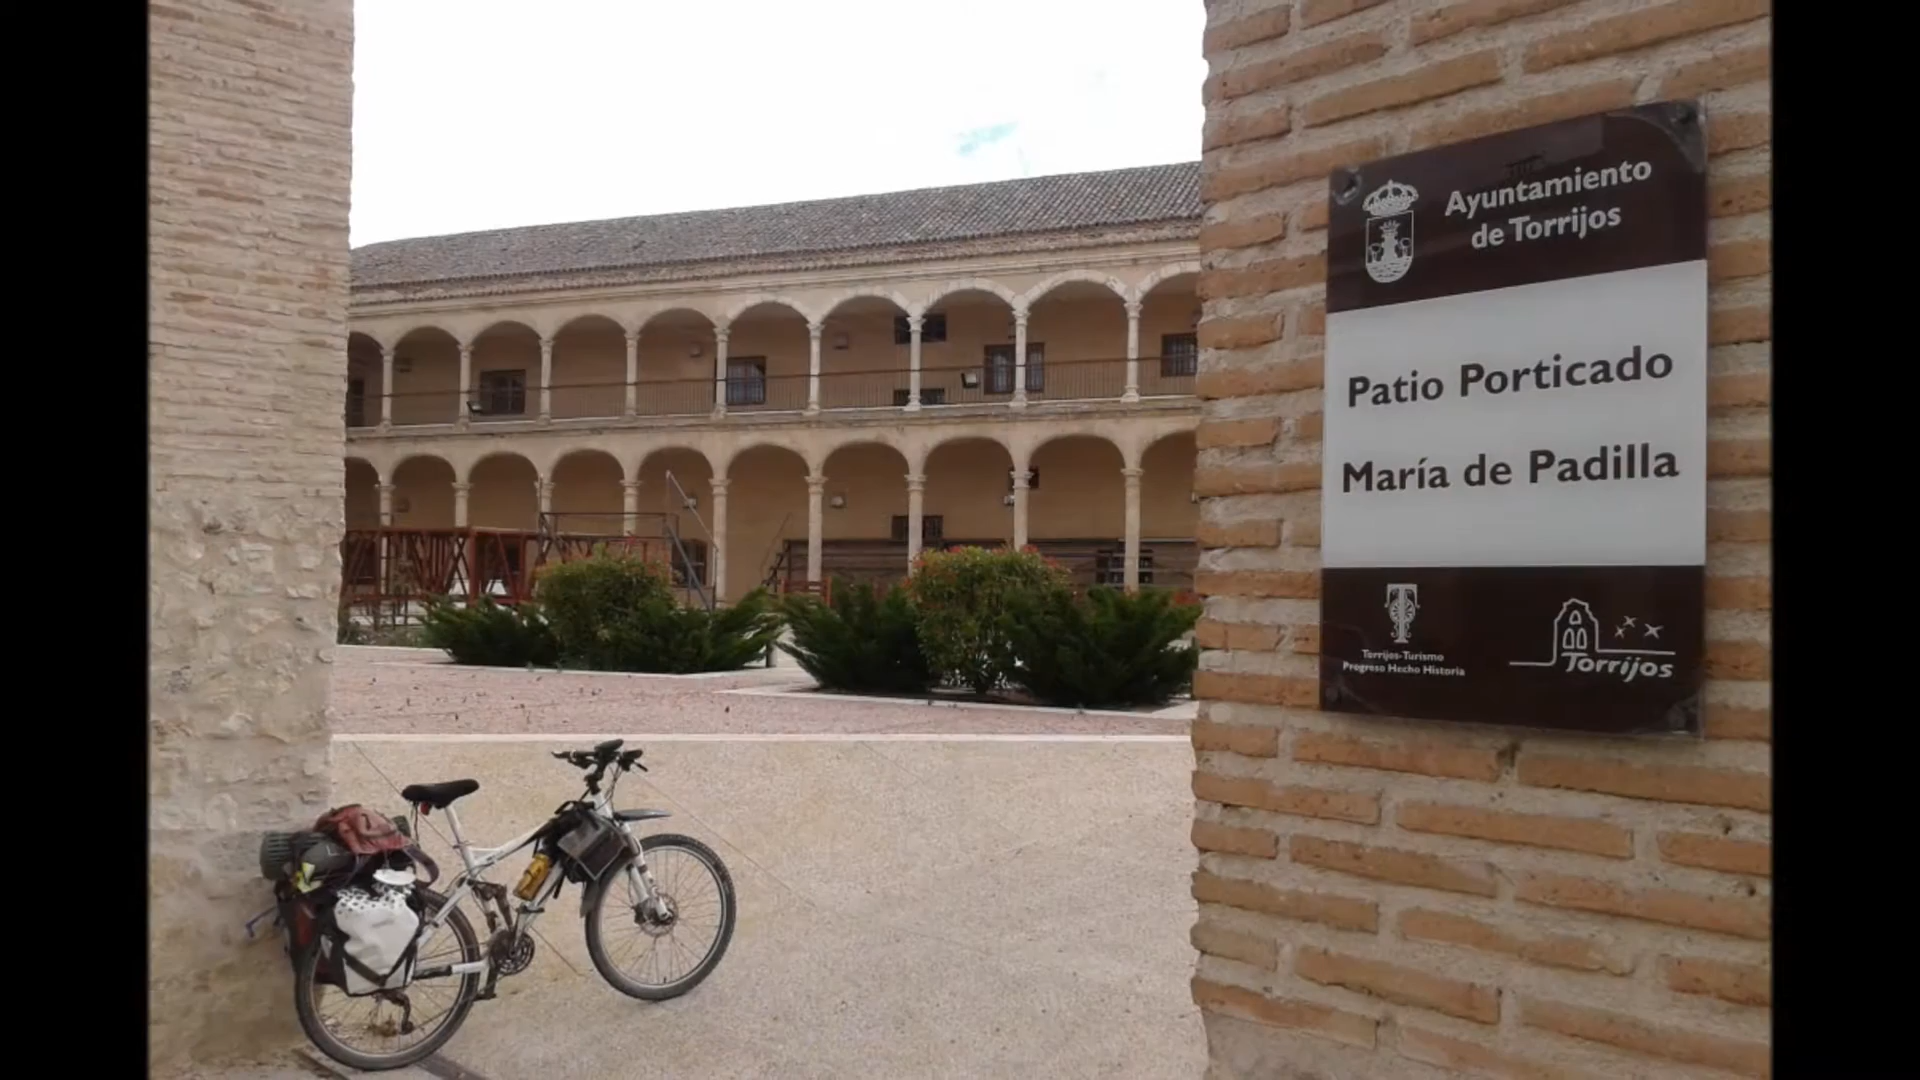 Ayuntamiento
de Torrijos
Patio Porticado
María de Padilla
Torrijos-Turismo
Progreso Hecho Historia
Torrijos